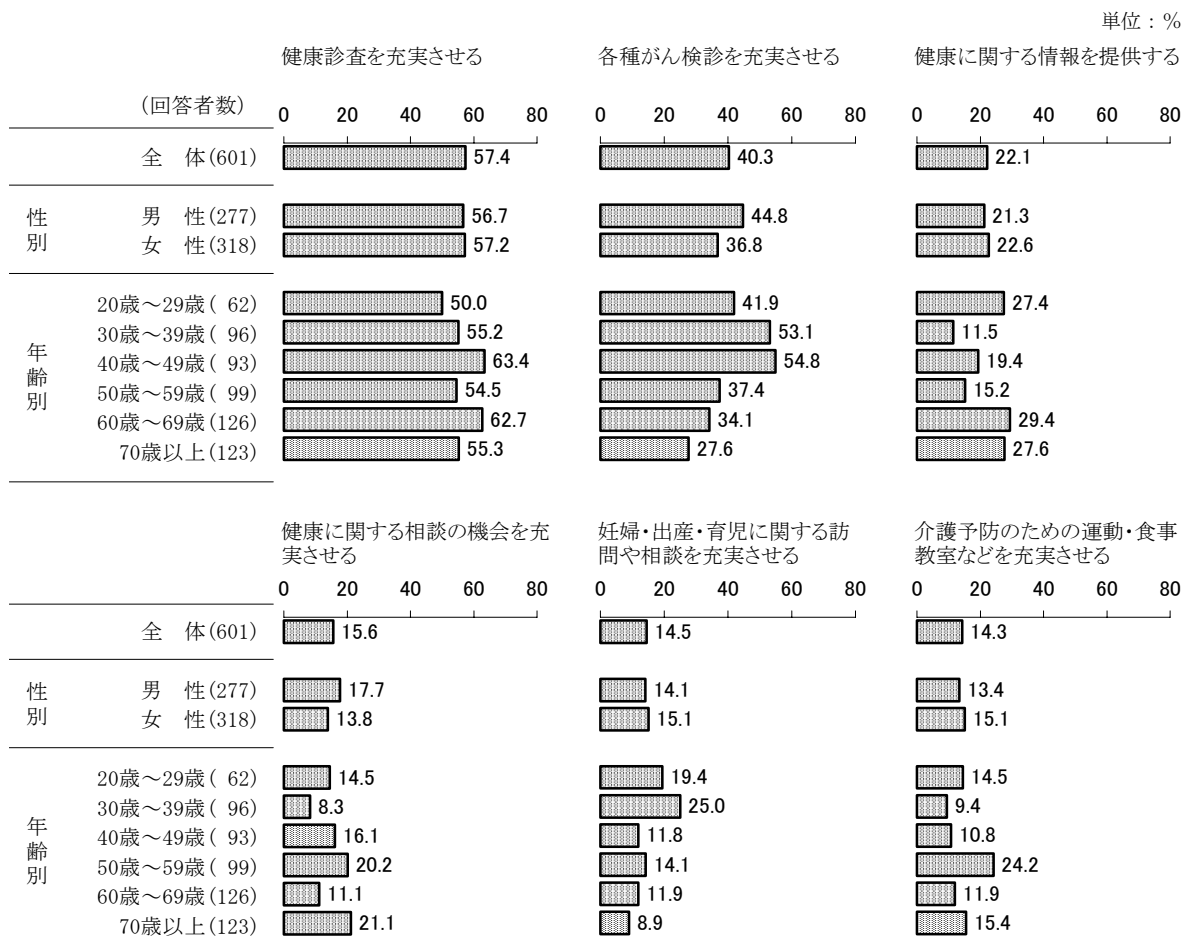 単位：％
健康診査を充実させる 各種がん検診を充実させる 健康に関する情報を提供する
(回答者数) 0 20 40 60 80 0 20 40 60 80 0 20 40 60 80
全　体(601) 57.4 40.3 22.1
性別 男　性(277) 56.7 44.8 21.3
女　性(318) 57.2 36.8 22.6
年齢別 20歳～29歳( 62) 50.0 41.9 27.4
30歳～39歳( 96) 55.2 53.1 11.5
40歳～49歳( 93) 63.4 54.8 19.4
50歳～59歳( 99) 54.5 37.4 15.2
60歳～69歳(126) 62.7 34.1 29.4
70歳以上(123) 55.3 27.6 27.6
健康に関する相談の機会を充 妊婦・出産・育児に関する訪 介護予防のための運動・食事
実させる 問や相談を充実させる 教室などを充実させる
0 20 40 60 80 0 20 40 60 80 0 20 40 60 80
全　体(601) 15.6 14.5 14.3
性別 男　性(277) 17.7 14.1 13.4
女　性(318) 13.8 15.1 15.1
年齢別 20歳～29歳( 62) 14.5 19.4 14.5
30歳～39歳( 96) 8.3 25.0 9.4
40歳～49歳( 93) 16.1 11.8 10.8
50歳～59歳( 99) 20.2 14.1 24.2
60歳～69歳(126) 11.1 11.9 11.9
70歳以上(123) 21.1 8.9 15.4